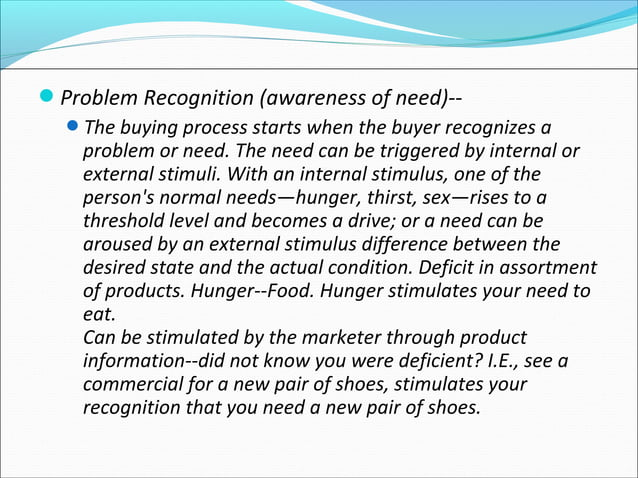 Problem Recognition (awareness of need)--
The buying process starts when the buyer recognizes a
problem or need. The need can be triggered by internal or
external stimuli. With an internal stimulus, one of the
person's normal needs—hunger, thirst, sex—rises to a
threshold level and becomes a drive; or a need can be
aroused by an external stimulus difference between the
desired state and the actual condition. Deficit in assortment
of products. Hunger--Food. Hunger stimulates your need to
eat.
Can be stimulated by the marketer through product
information--did not know you were deficient? I.E., see a
commercial for a new pair of shoes, stimulates your
recognition that you need a new pair of shoes.